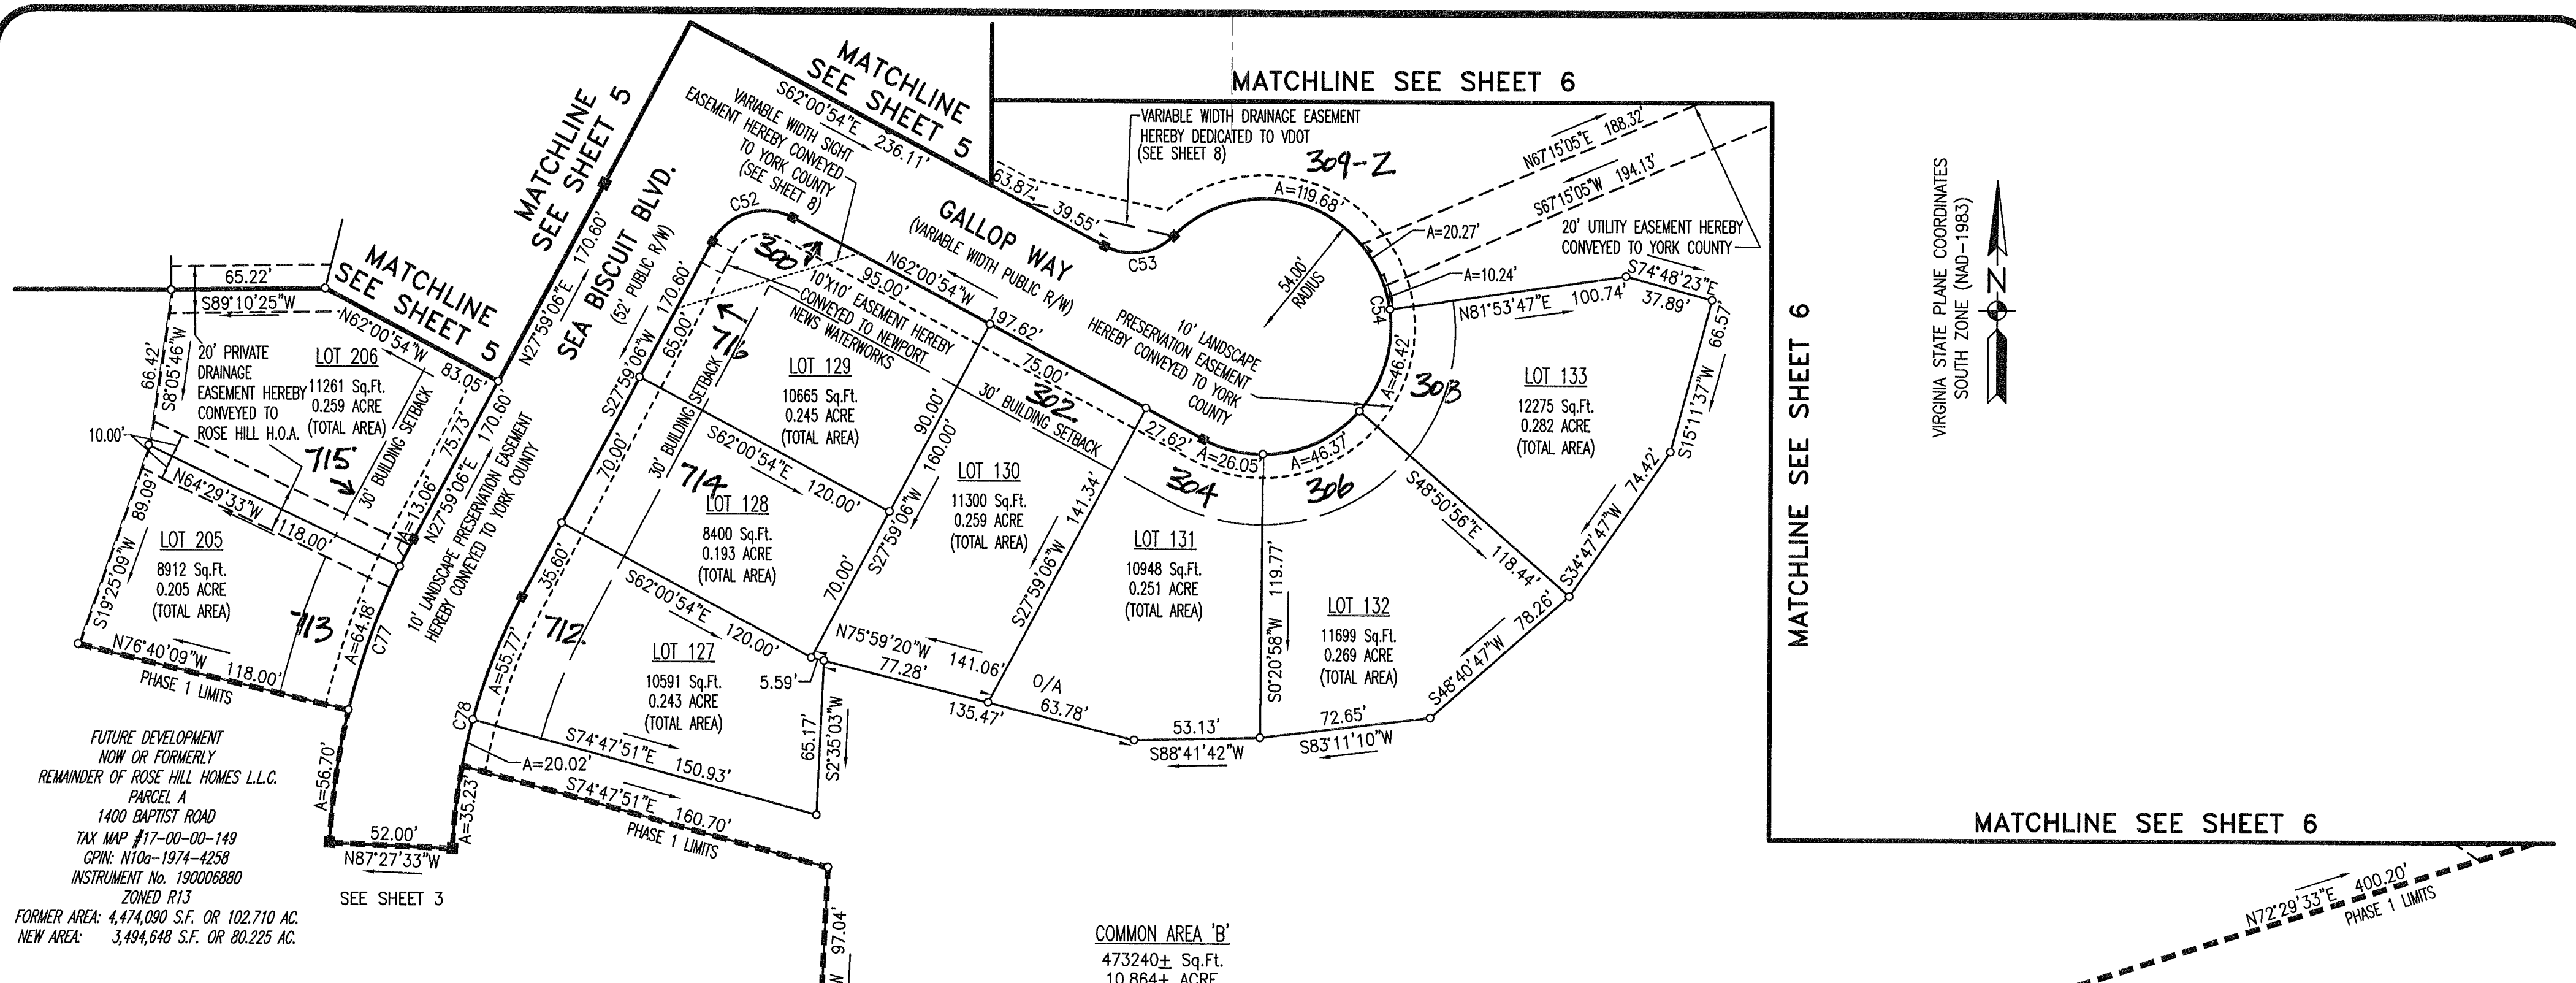 MATCHLINE
SEE SHEET 5
MATCHLINE
SEE SHEET 5
S62°00'54"E
236.11'
VARIABLE WIDTH SIGHT
EASEMENT HEREBY CONVEYED
TO YORK COUNTY
(SEE SHEET 8)
MATCHLINE SEE SHEET 6
VARIABLE WIDTH DRAINAGE EASEMENT
HEREBY DEDICATED TO VDOT
(SEE SHEET 8)
309-Z
A=119.68'
N67°15'05"E 188.32'
S67°15'05"W 194.13'
20' UTILITY EASEMENT HEREBY
CONVEYED TO YORK COUNTY
A=20.27'
A=10.24'
63.87'
39.55'
C53
C52
GALLOP WAY
(VARIABLE WIDTH PUBLIC R/W)
SEA BISCUIT BLVD.
(52' PUBLIC R/W)
N27°59'06"E 170.60'
170.60'
S27°59'06"W
65.00'
70.00'
35.60'
300
716
10'X10' EASEMENT HEREBY
CONVEYED TO NEWPORT
NEWS WATERWORKS
95.00'
N62°00'54"W
197.62'
75.00'
27.62'
54.00'
RADIUS
10' LANDSCAPE
PRESERVATION EASEMENT
HEREBY CONVEYED TO YORK
COUNTY
C54
A=46.42'
A=46.37'
A=26.05'
N81°53'47"E 100.74'
S74°48'23"E
37.89'
66.57'
S15°11'37"W
74.42'
S34°47'47"W
78.26'
S48°40'47"W
VIRGINIA STATE PLANE COORDINATES
SOUTH ZONE (NAD-1983)
N
MATCHLINE SEE SHEET 6
MATCHLINE
SEE SHEET 5
65.22'
S89°10'25"W
N62°00'54"W
83.05'
66.42'
S8°05'46"W
20' PRIVATE
DRAINAGE
EASEMENT HEREBY
CONVEYED TO
ROSE HILL H.O.A.
LOT 206
11261 Sq.Ft.
0.259 ACRE
(TOTAL AREA)
715
30' BUILDING SETBACK
75.73'
A=13.06'
N27°59'06"E 170.60'
10' LANDSCAPE PRESERVATION EASEMENT
HEREBY CONVEYED TO YORK COUNTY
10.00'
N64°29'33"W
118.00'
89.09'
S19°25'09"W
LOT 205
8912 Sq.Ft.
0.205 ACRE
(TOTAL AREA)
713
A=64.18'
C77
N76°40'09"W
118.00'
PHASE 1 LIMITS
LOT 129
10665 Sq.Ft.
0.245 ACRE
(TOTAL AREA)
30' BUILDING SETBACK
714
S62°00'54"E
120.00'
90.00'
160.00'
S27°59'06"W
70.00'
LOT 128
8400 Sq.Ft.
0.193 ACRE
(TOTAL AREA)
S62°00'54"E
120.00'
302.
30' BUILDING SETBACK
LOT 130
11300 Sq.Ft.
0.259 ACRE
(TOTAL AREA)
141.34'
S27°59'06"W
304
306
308
LOT 131
10948 Sq.Ft.
0.251 ACRE
(TOTAL AREA)
S0°20'58"W 119.77'
LOT 132
11699 Sq.Ft.
0.269 ACRE
(TOTAL AREA)
S48°50'56"E
118.44'
LOT 133
12275 Sq.Ft.
0.282 ACRE
(TOTAL AREA)
712.
A=55.77'
LOT 127
10591 Sq.Ft.
0.243 ACRE
(TOTAL AREA)
N75°59'20"W
141.06'
77.28'
5.59'
135.47'
O/A
63.78'
53.13'
S88°41'42"W
72.65'
S83°11'10"W
65.17'
S2°35'03"W
C78
S74°47'51"E
150.93'
A=20.02'
S74°47'51"E
160.70'
PHASE 1 LIMITS
A=56.70'
A=35.23'
52.00'
N87°27'33"W
SEE SHEET 3
FUTURE DEVELOPMENT
NOW OR FORMERLY
REMAINDER OF ROSE HILL HOMES L.L.C.
PARCEL A
1400 BAPTIST ROAD
TAX MAP #17-00-00-149
GPIN: N10a-1974-4258
INSTRUMENT No. 190006880
ZONED R13
FORMER AREA: 4,474,090 S.F. OR 102.710 AC.
NEW AREA: 3,494,648 S.F. OR 80.225 AC.
W 97.04'
COMMON AREA 'B'
473240± Sq.Ft.
10.864± ACRE
MATCHLINE SEE SHEET 6
N72°29'33"E 400.20'
PHASE 1 LIMITS